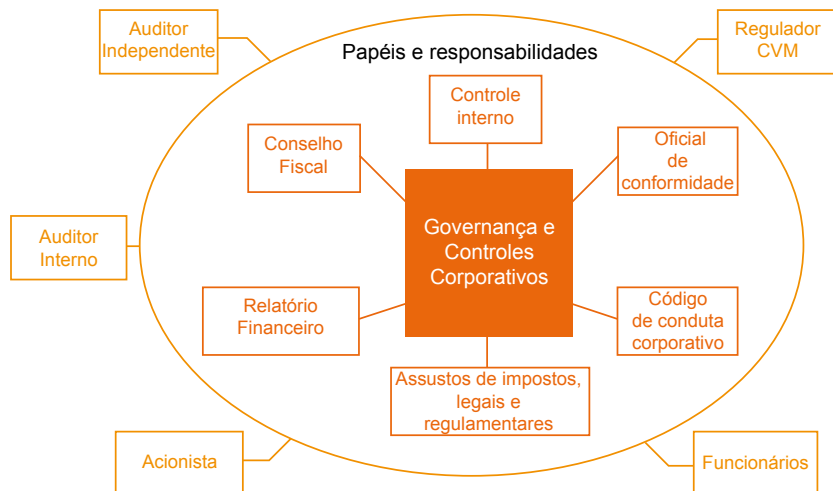 Auditor
Independente
Regulador
CVM
Papéis e responsabilidades
Controle
interno
Conselho
Fiscal
Oficial
de
conformidade
Governança e
Controles
Corporativos
Auditor
Interno
Relatório
Financeiro
Código
de conduta
corporativo
Assustos de impostos,
legais e
regulamentares
Acionista
Funcionários